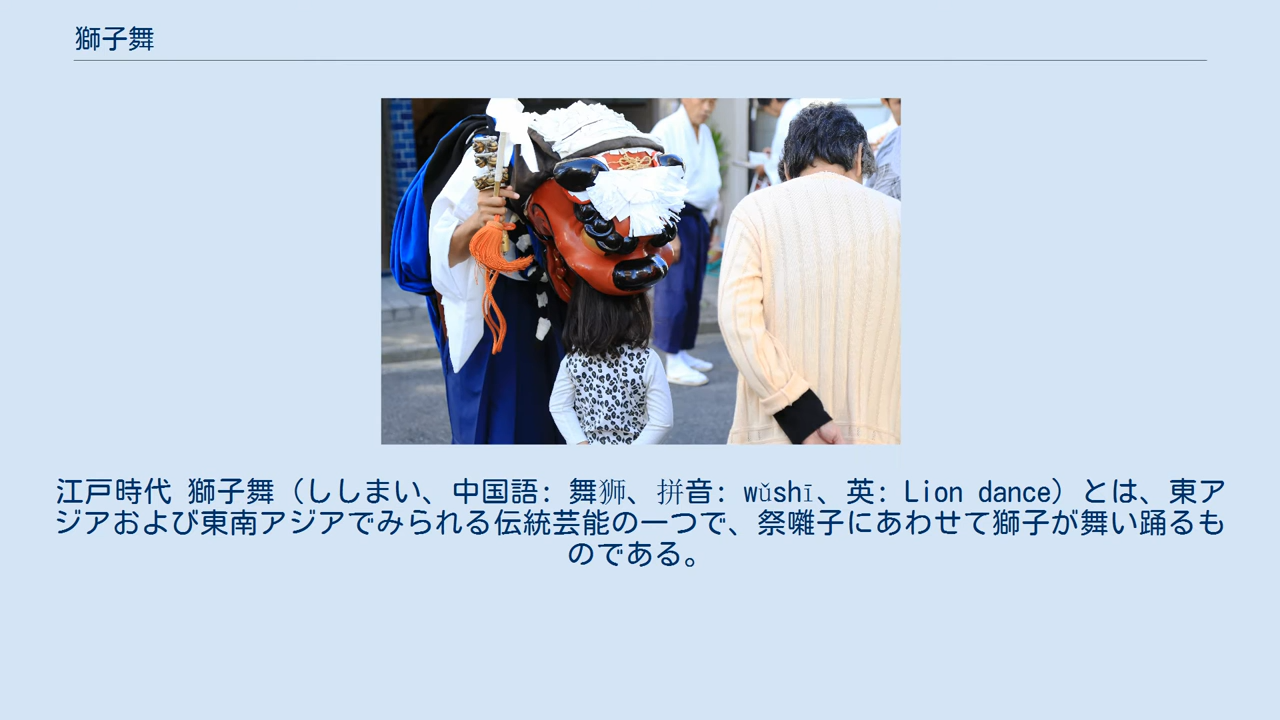 獅子舞
江戸時代 獅子舞（ししまい、中国語: 舞狮、拼音: wǔshī、英: Lion dance）とは、東ア
ジアおよび東南アジアでみられる伝統芸能の一つで、祭囃子にあわせて獅子が舞い踊るも
のである。